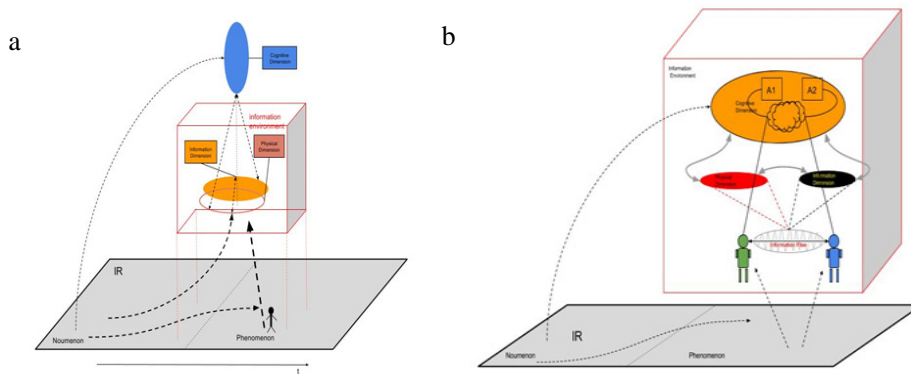 a
Cognitive
Dimension
information
environment
Information
Dimension
Physical
Dimension
IR
Noumenon
Phenomenon
t
b
Information
Environment
A1
A2
Cognitive
Dimension
Physical
Dimension
Information
Dimension
Information Flow
IR
Noumenon
Phenomenon